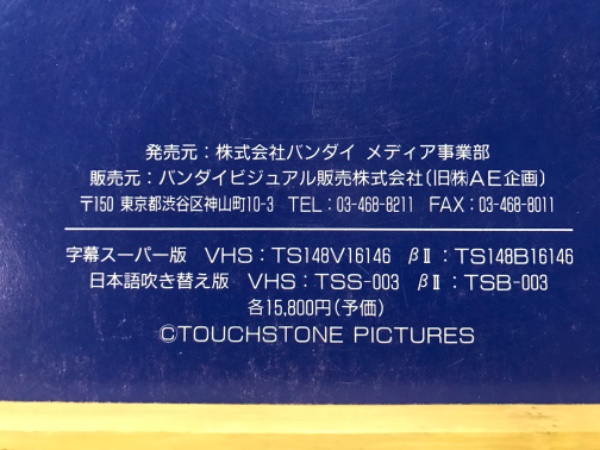 発売元：株式会社バンダイ メディア事業部
販売元：バンダイビジュアル販売株式会社(旧㈱AE企画)
〒150 東京都渋谷区神山町10-3 TEL：03-468-8211 FAX：03-468-8011
字幕スーパー版 VHS：TS148V16146 βⅡ：TS148B16146
日本語吹き替え版 VHS：TSS-003 βⅡ：TSB-003
各15,800円(予価)
©TOUCHSTONE PICTURES